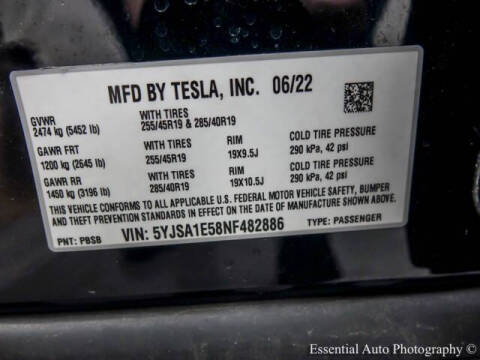 MFD BY TESLA, INC. 06/22
GVWR
2474 kg (5452 lb)
WITH TIRES
255/45R19 & 285/40R19
GAWR FRT
1200 kg (2645 lb)
WITH TIRES
255/45R19
RIM
19X9.5J
COLD TIRE PRESSURE
290 kPa, 42 psi
GAWR RR
1450 kg (3196 lb)
WITH TIRES
285/40R19
RIM
19X10.5J
COLD TIRE PRESSURE
290 kPa, 42 psi
THIS VEHICLE CONFORMS TO ALL APPLICABLE U.S. FEDERAL MOTOR VEHICLE SAFETY, BUMPER
AND THEFT PREVENTION STANDARDS IN EFFECT ON THE DATE OF MANUFACTURE SHOWN ABOVE.
PNT: PBSB VIN: 5YJSA1E58NF482886 TYPE: PASSENGER
Essential Auto Photography ©